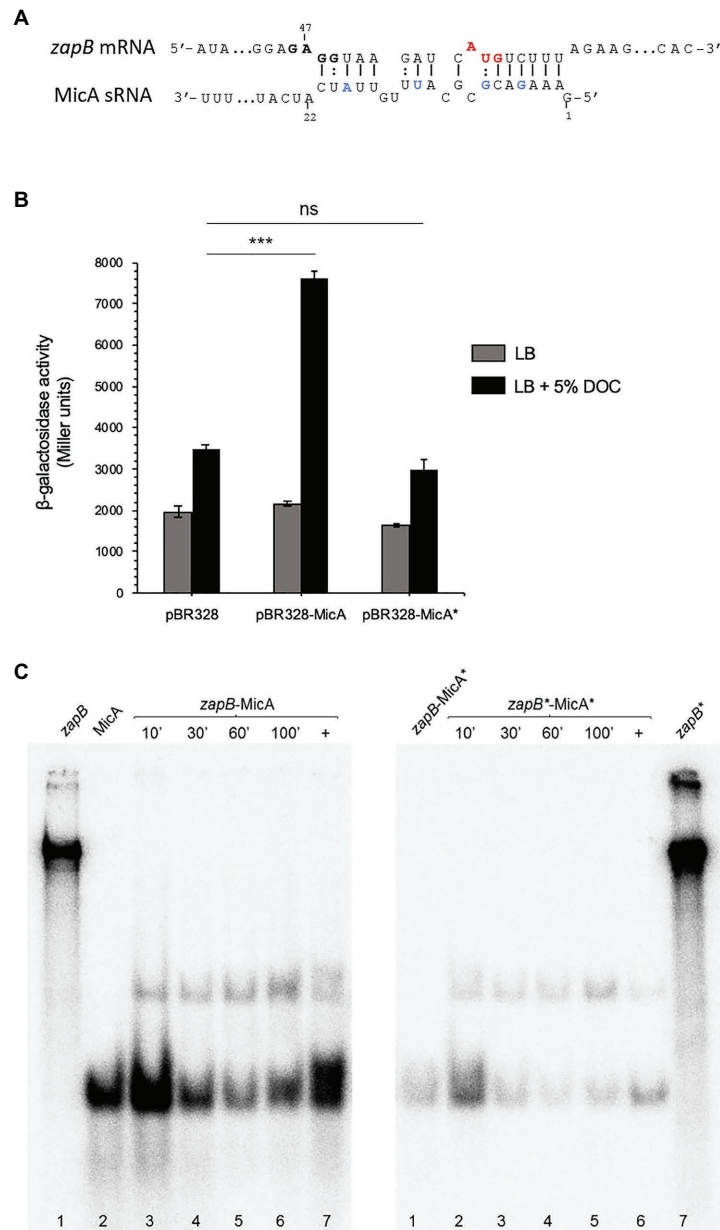 A
47
zapB mRNA 5'-AUA...GGAGA GGUAA GAU C A UGUCUUU AGAAG...CAC-3'
MicA sRNA 3'-UUU...UACUA CUAUU GU UUA C G C GCAGAAA G-5'
22 1
B
ns
***
β-galactosidase activity
(Miller units)
8000
7000
6000
5000
4000
3000
2000
1000
0
pBR328 pBR328-MicA pBR328-MicA*
LB
LB + 5% DOC
C
zapB MicA zapB-MicA zapB-MicA* zapB*-MicA* zapB*
10' 30' 60' 100' + 10' 30' 60' 100' +
1 2 3 4 5 6 7 1 2 3 4 5 6 7